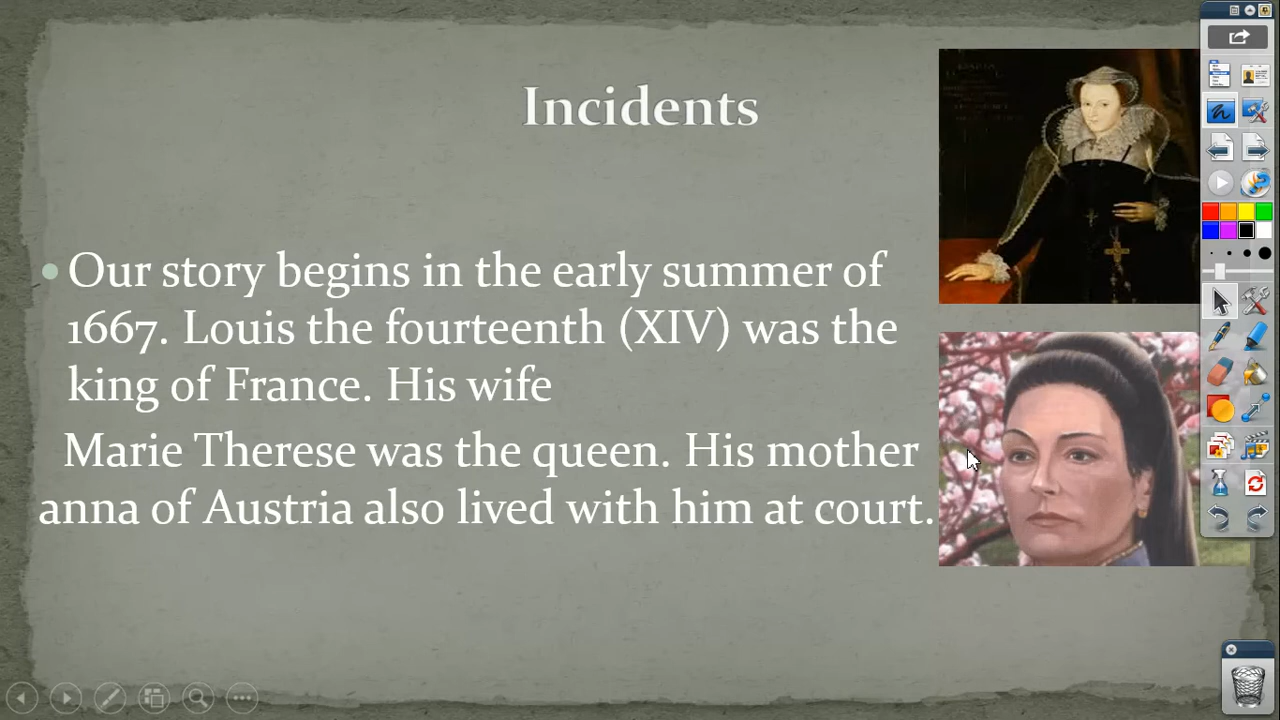 Incidents
Our story begins in the early summer of
1667. Louis the fourteenth (XIV) was the
king of France. His wife
Marie Therese was the queen. His mother
anna of Austria also lived with him at court.